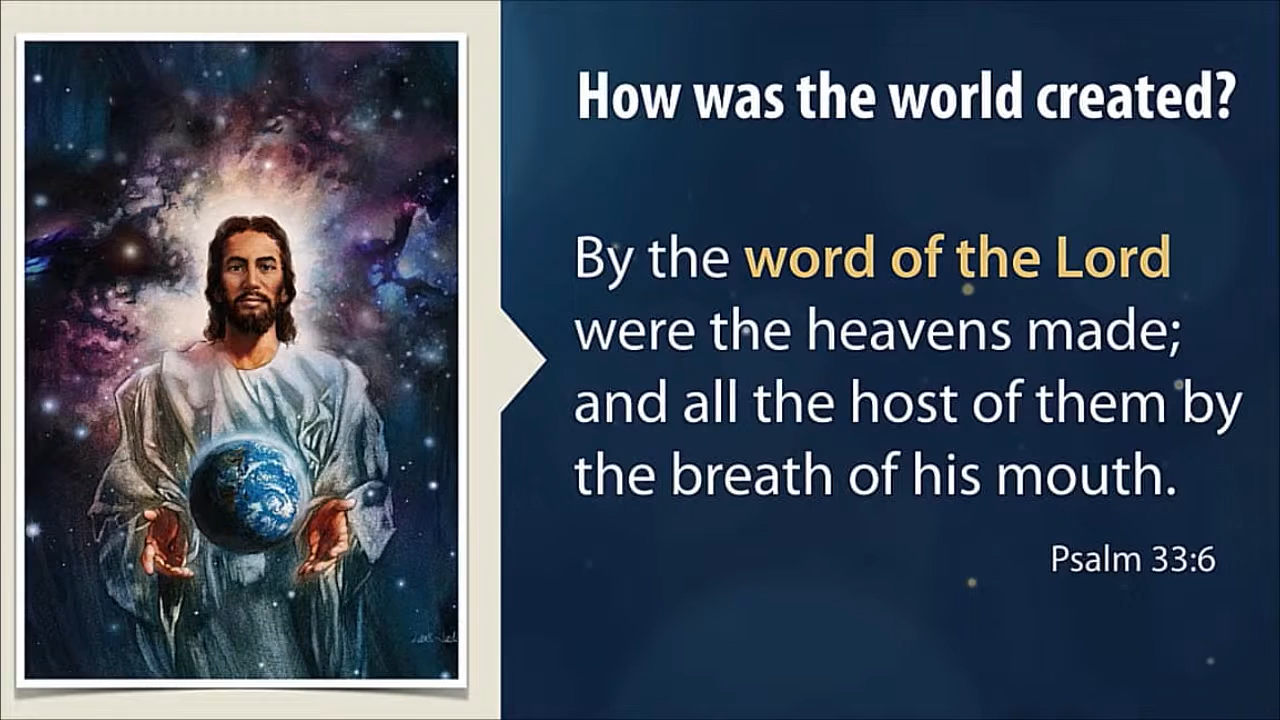 How was the world created?
By the word of the Lord
were the heavens made;
and all the host of them by
the breath of his mouth.
Psalm 33:6